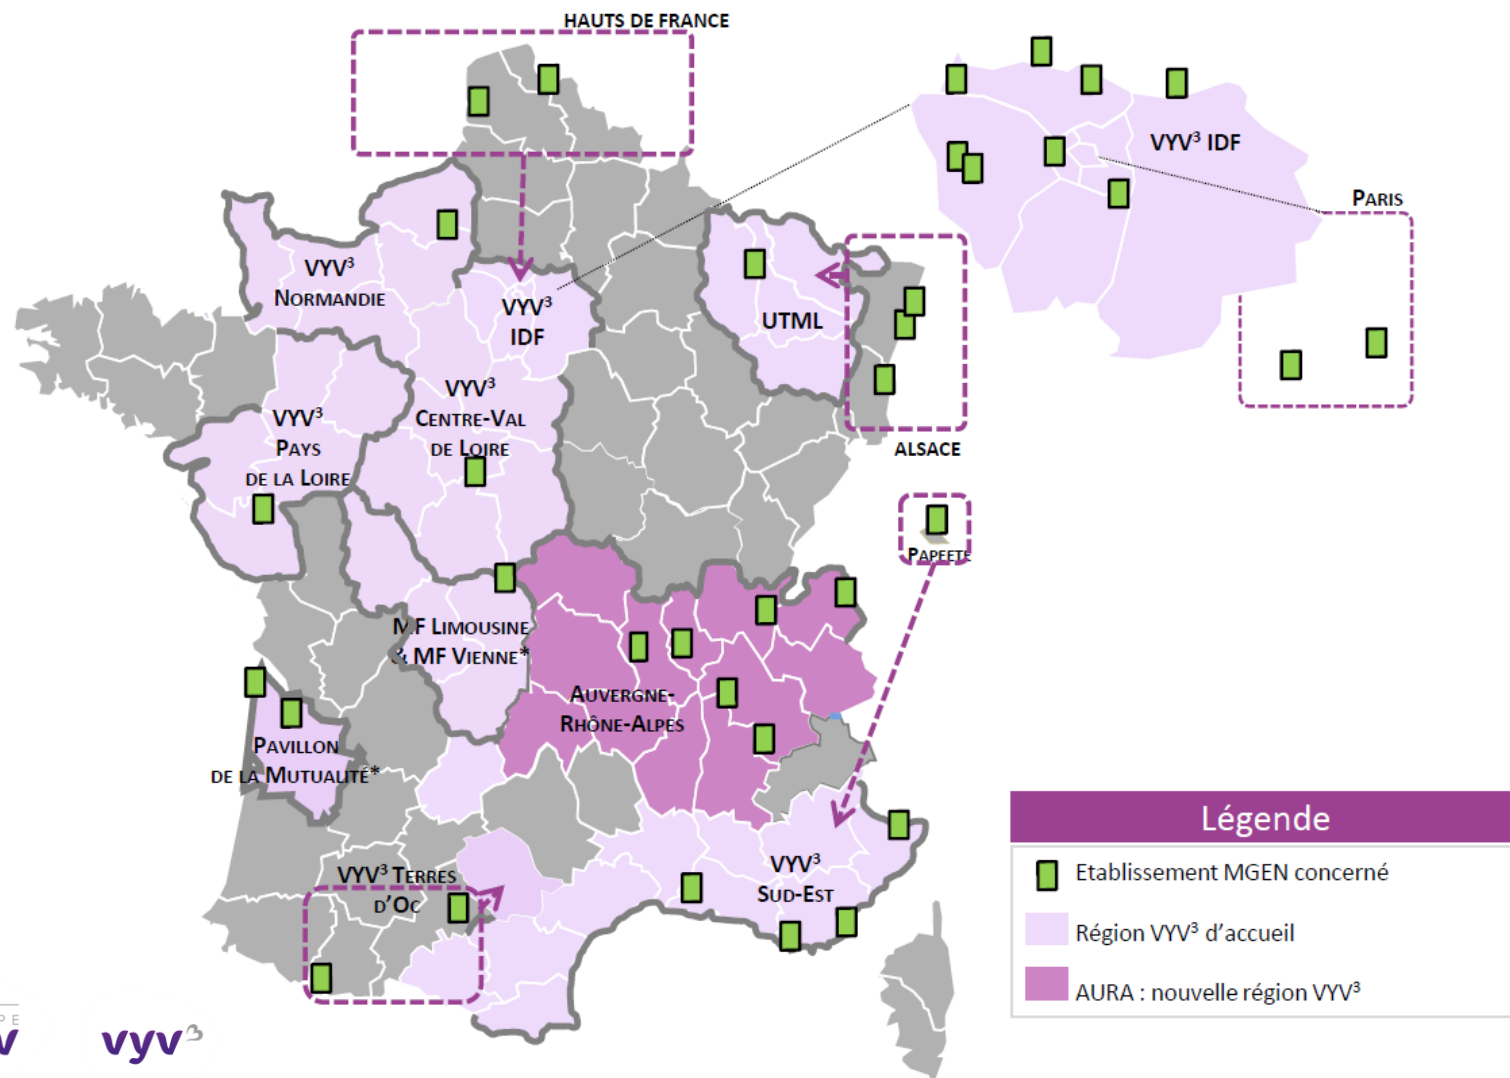 HAUTS DE FRANCE
VYV³ IDF
PARIS
VYV³
NORMANDIE
VYV³
IDF
UTML
VYV³
CENTRE-VAL
DE LOIRE
VYV³
PAYS
DE LA LOIRE
ALSACE
PAPEETE
MF LIMOUSINE
& MF VIENNE*
AUVERGNE-
RHÔNE-ALPES
PAVILLON
DE LA MUTUALITÉ*
VYV³ TERRES
D'OC
VYV³
SUD-EST
Légende
Etablissement MGEN concerné
Région VYV³ d'accueil
AURA : nouvelle région VYV³
PE
V
vyv³